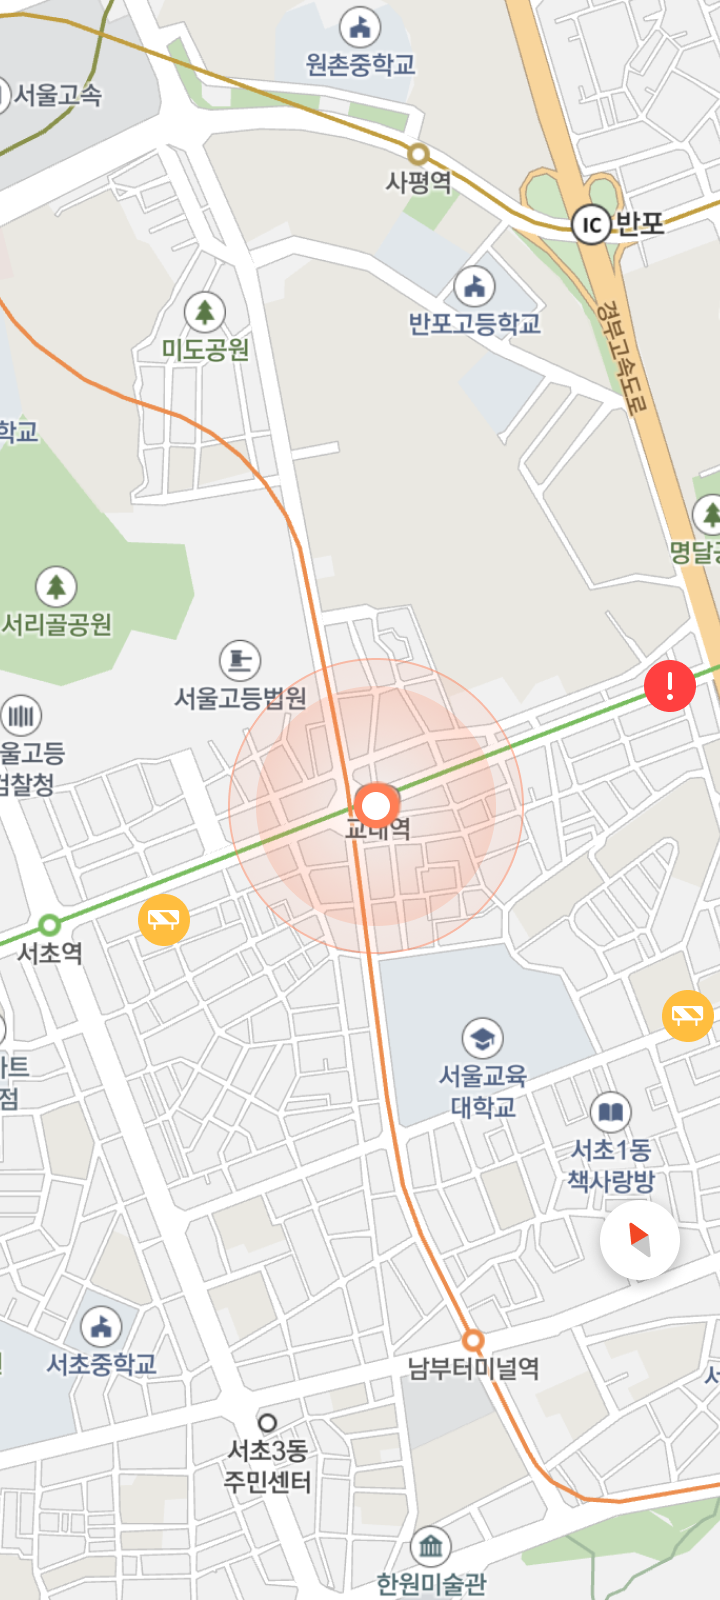 원촌중학교
서울고속
사평역
IC 반포
반포고등학교
경부고속도로
미도공원
학교
명달공
서리골공원
서울고등법원
울고등
검찰청
교대역
서초역
서울교육
대학교
마트
점
서초1동
책사랑방
서초중학교
남부터미널역
서초3동
주민센터
한원미술관